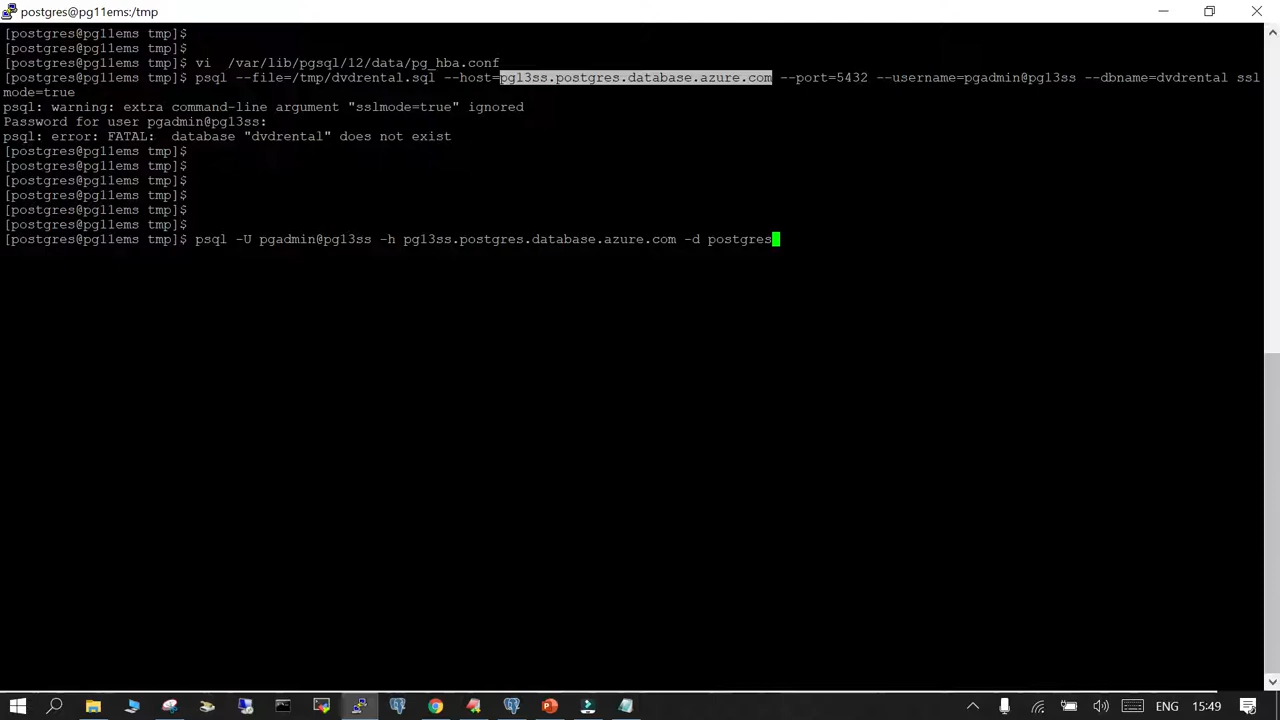 postgres@pg11ems:/tmp
[postgres@pg11ems tmp]$
[postgres@pg11ems tmp]$
[postgres@pg11ems tmp]$ vi  /var/lib/pgsql/12/data/pg_hba.conf
[postgres@pg11ems tmp]$ psql --file=/tmp/dvdrental.sql --host=pg13ss.postgres.database.azure.com --port=5432 --username=pgadmin@pg13ss --dbname=dvdrental ssl
mode=true
psql: warning: extra command-line argument "sslmode=true" ignored
Password for user pgadmin@pg13ss:
psql: error: FATAL:  database "dvdrental" does not exist
[postgres@pg11ems tmp]$
[postgres@pg11ems tmp]$
[postgres@pg11ems tmp]$
[postgres@pg11ems tmp]$
[postgres@pg11ems tmp]$
[postgres@pg11ems tmp]$
[postgres@pg11ems tmp]$ psql -U pgadmin@pg13ss -h pg13ss.postgres.database.azure.com -d postgres
ENG 15:49